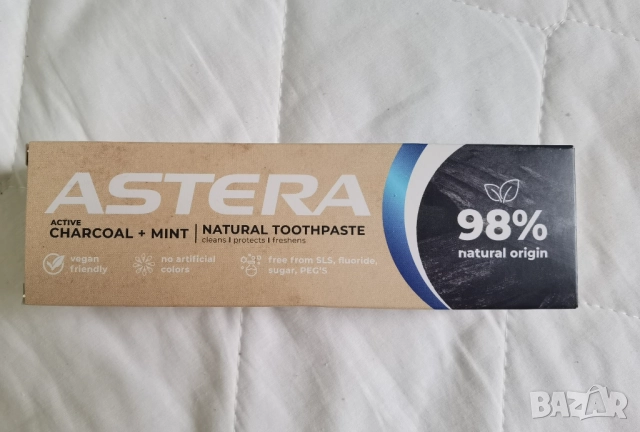 ASTERA
ACTIVE
CHARCOAL + MINT | NATURAL TOOTHPASTE
cleans I protects I freshens
vegan
friendly
no artificial
colors
free from SLS, fluoride,
sugar, PEG'S
98%
natural origin
BAZAR
bg